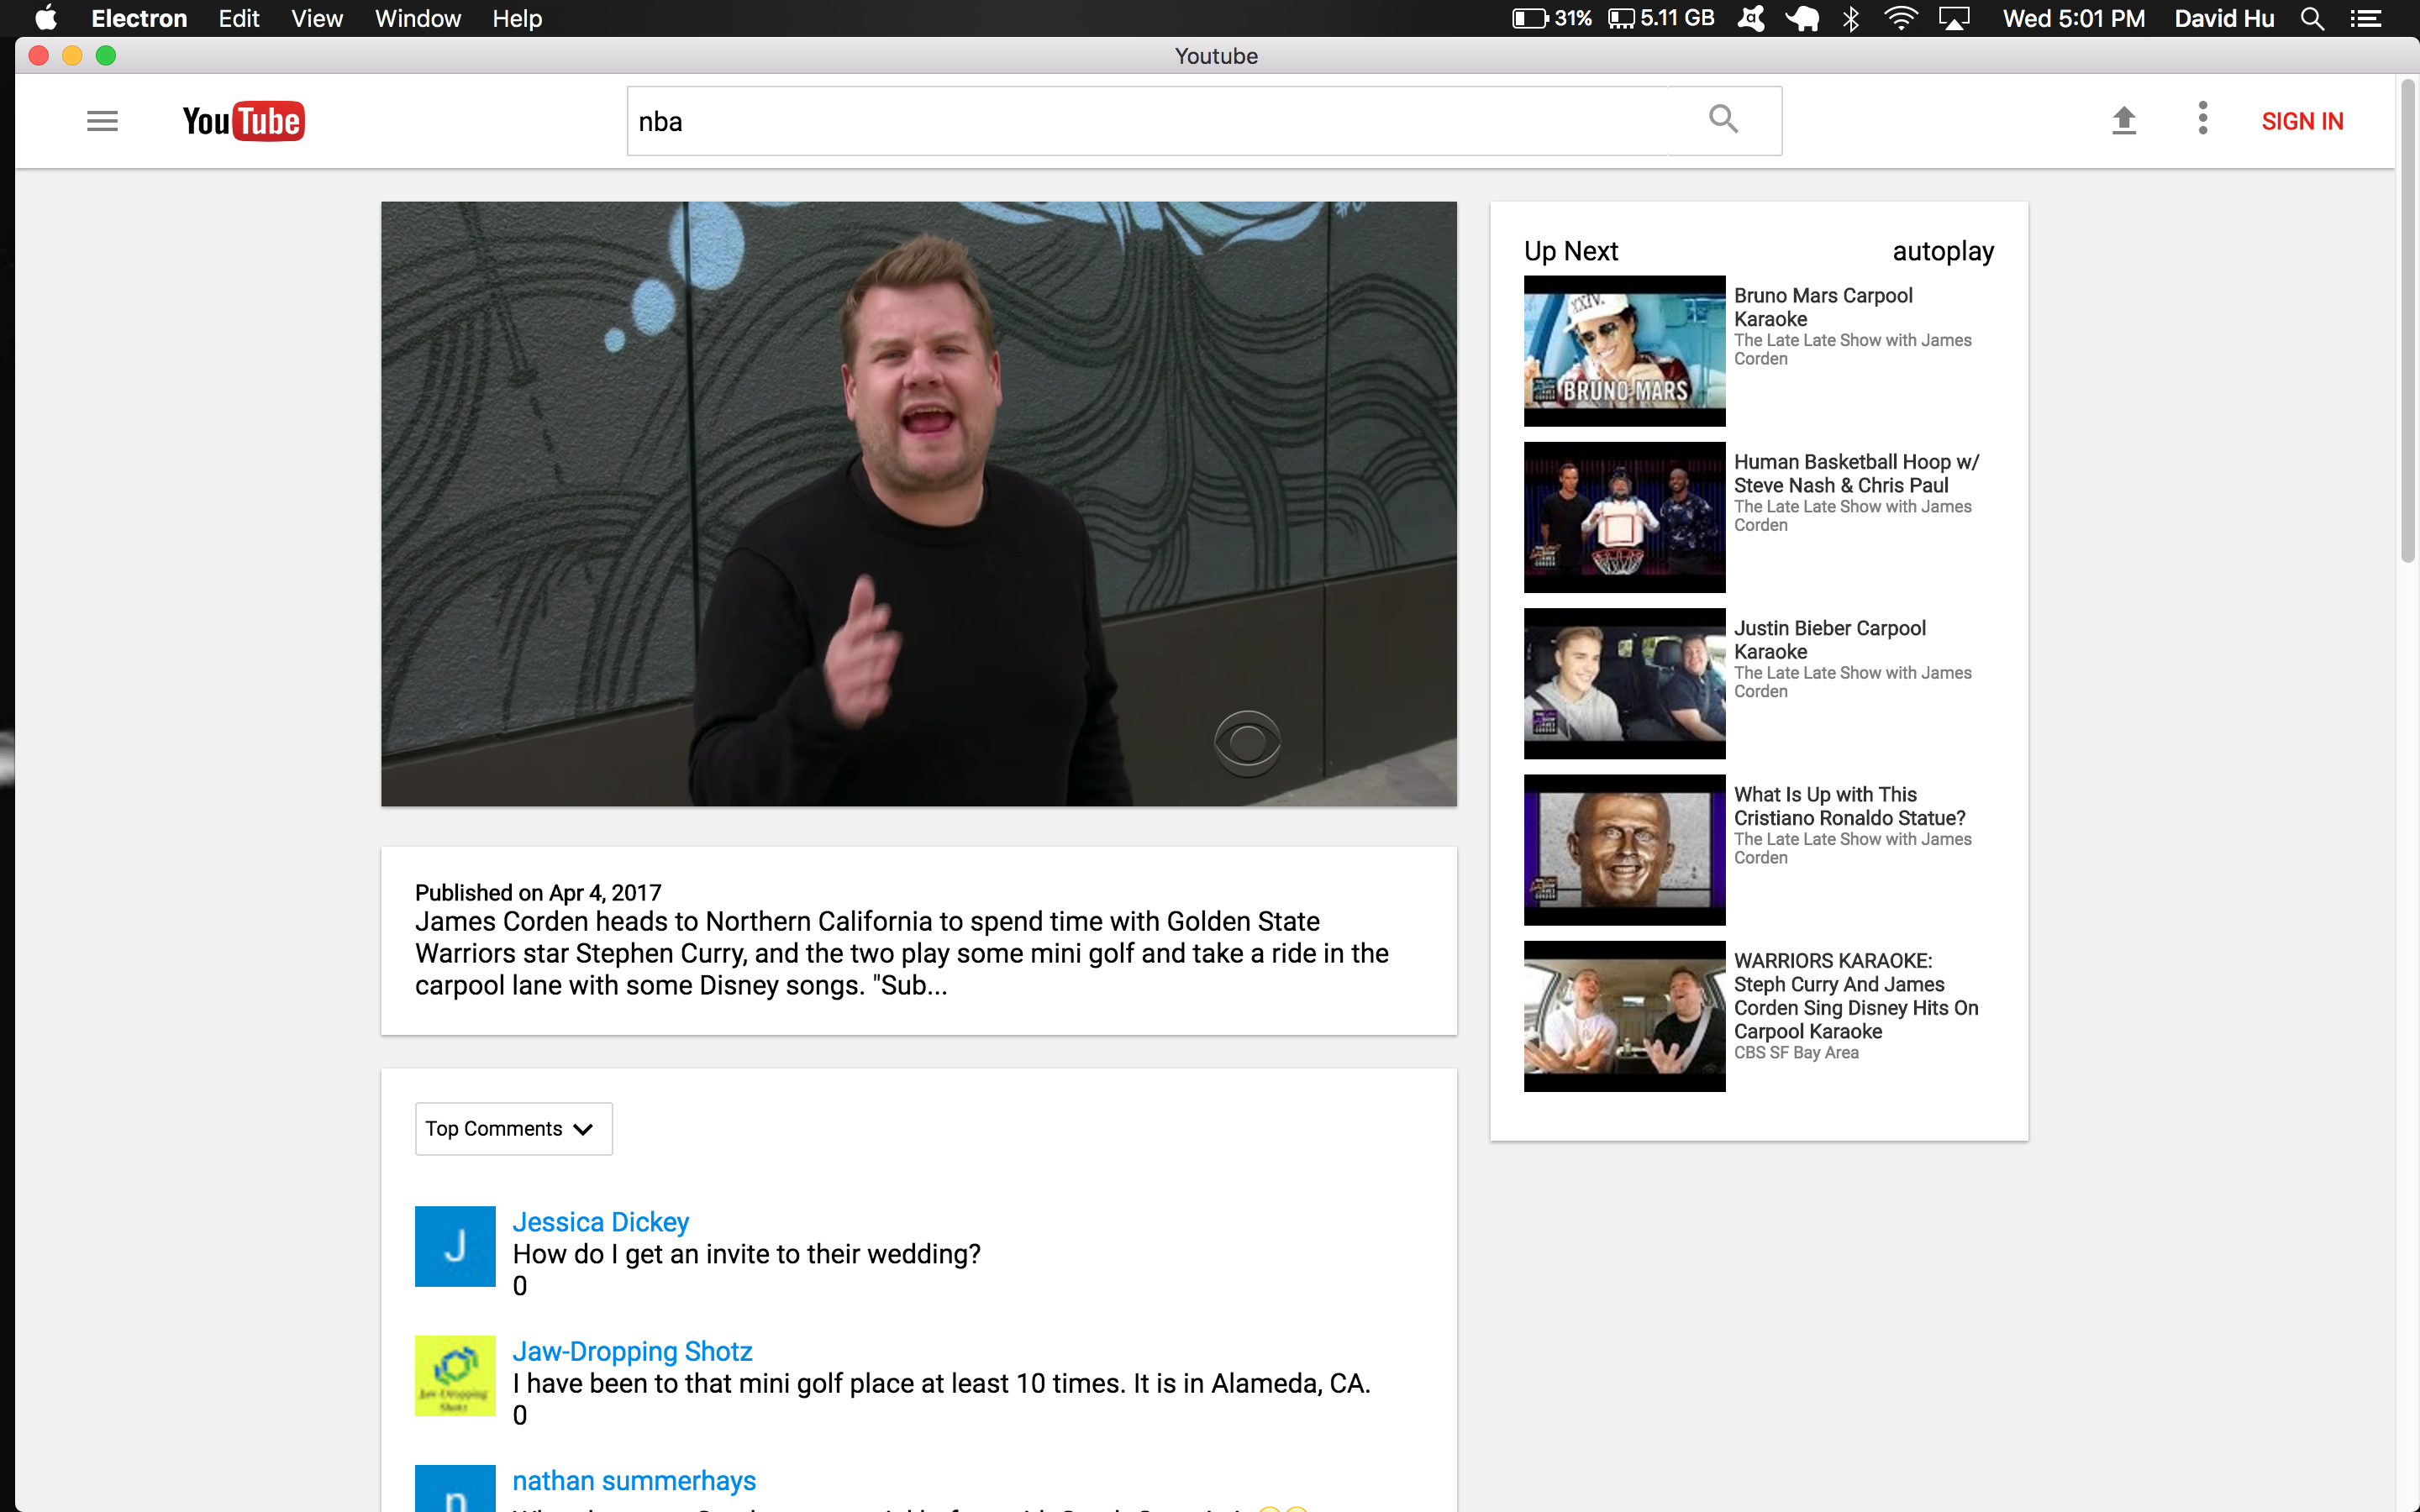 Electron Edit View Window Help 31% 5.11 GB Wed 5:01 PM David Hu
Youtube
YouTube nba SIGN IN
Up Next autoplay
XXIV.
BRUNO MARS
Bruno Mars Carpool
Karaoke
The Late Late Show with James
Corden
Human Basketball Hoop w/
Steve Nash & Chris Paul
The Late Late Show with James
Corden
Justin Bieber Carpool
Karaoke
The Late Late Show with James
Corden
What Is Up with This
Cristiano Ronaldo Statue?
The Late Late Show with James
Corden
WARRIORS KARAOKE:
Steph Curry And James
Corden Sing Disney Hits On
Carpool Karaoke
CBS SF Bay Area
Published on Apr 4, 2017
James Corden heads to Northern California to spend time with Golden State
Warriors star Stephen Curry, and the two play some mini golf and take a ride in the
carpool lane with some Disney songs. "Sub...
Top Comments
J
Jessica Dickey
How do I get an invite to their wedding?
0
Jaw-Dropping
Shotz
Jaw-Dropping Shotz
I have been to that mini golf place at least 10 times. It is in Alameda, CA.
0
n
nathan summerhays